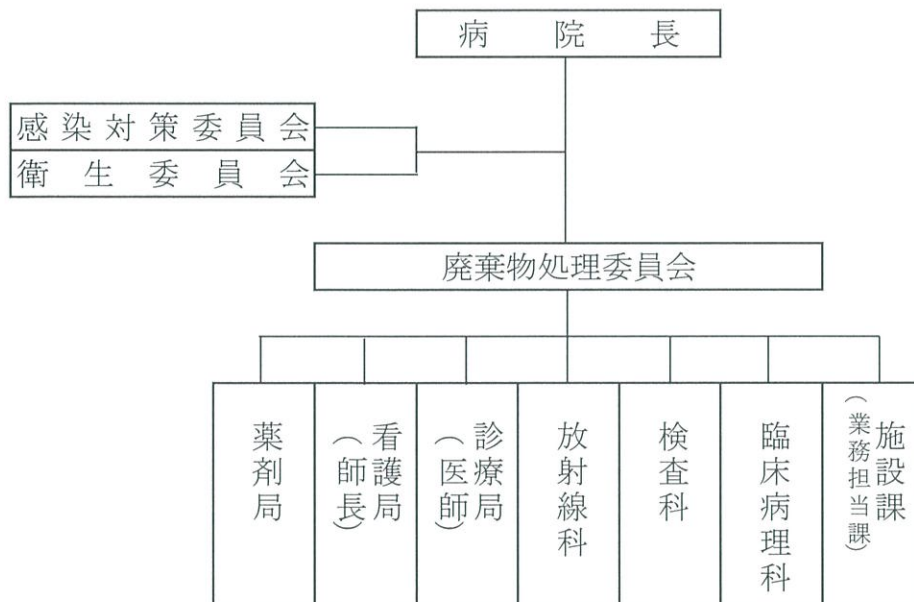 病院長
感染対策委員会
衛生委員会
廃棄物処理委員会
薬剤局
看護局
（師長）
診療局
（医師）
放射線科
検査科
臨床病理科
施設課
（業務担当課）